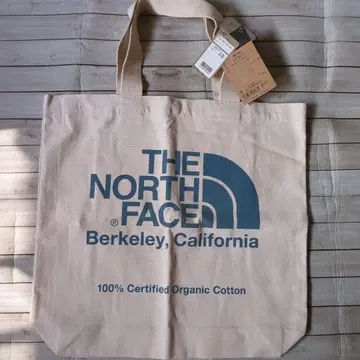 THE
NORTH
FACE
®
Berkeley, California
100% Certified Organic Cotton